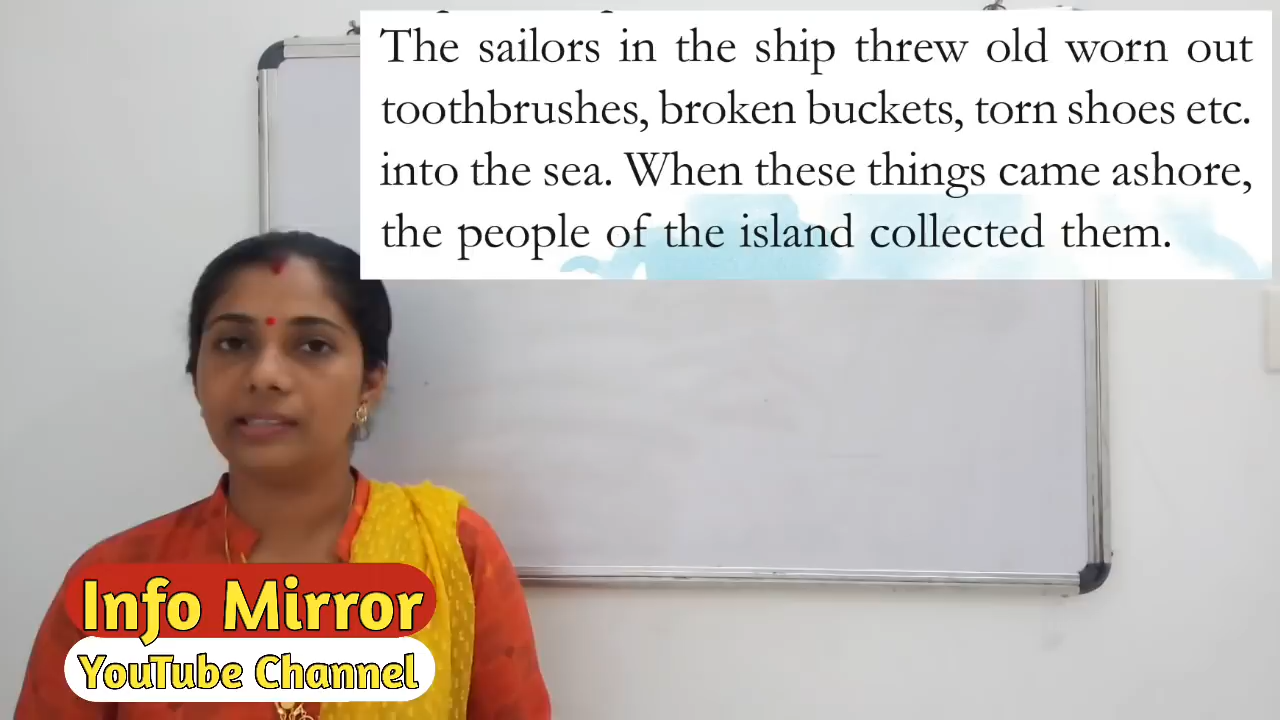 The sailors in the ship threw old worn out
toothbrushes, broken buckets, torn shoes etc.
into the sea. When these things came ashore,
the people of the island collected them.
Info Mirror
YouTube Channel